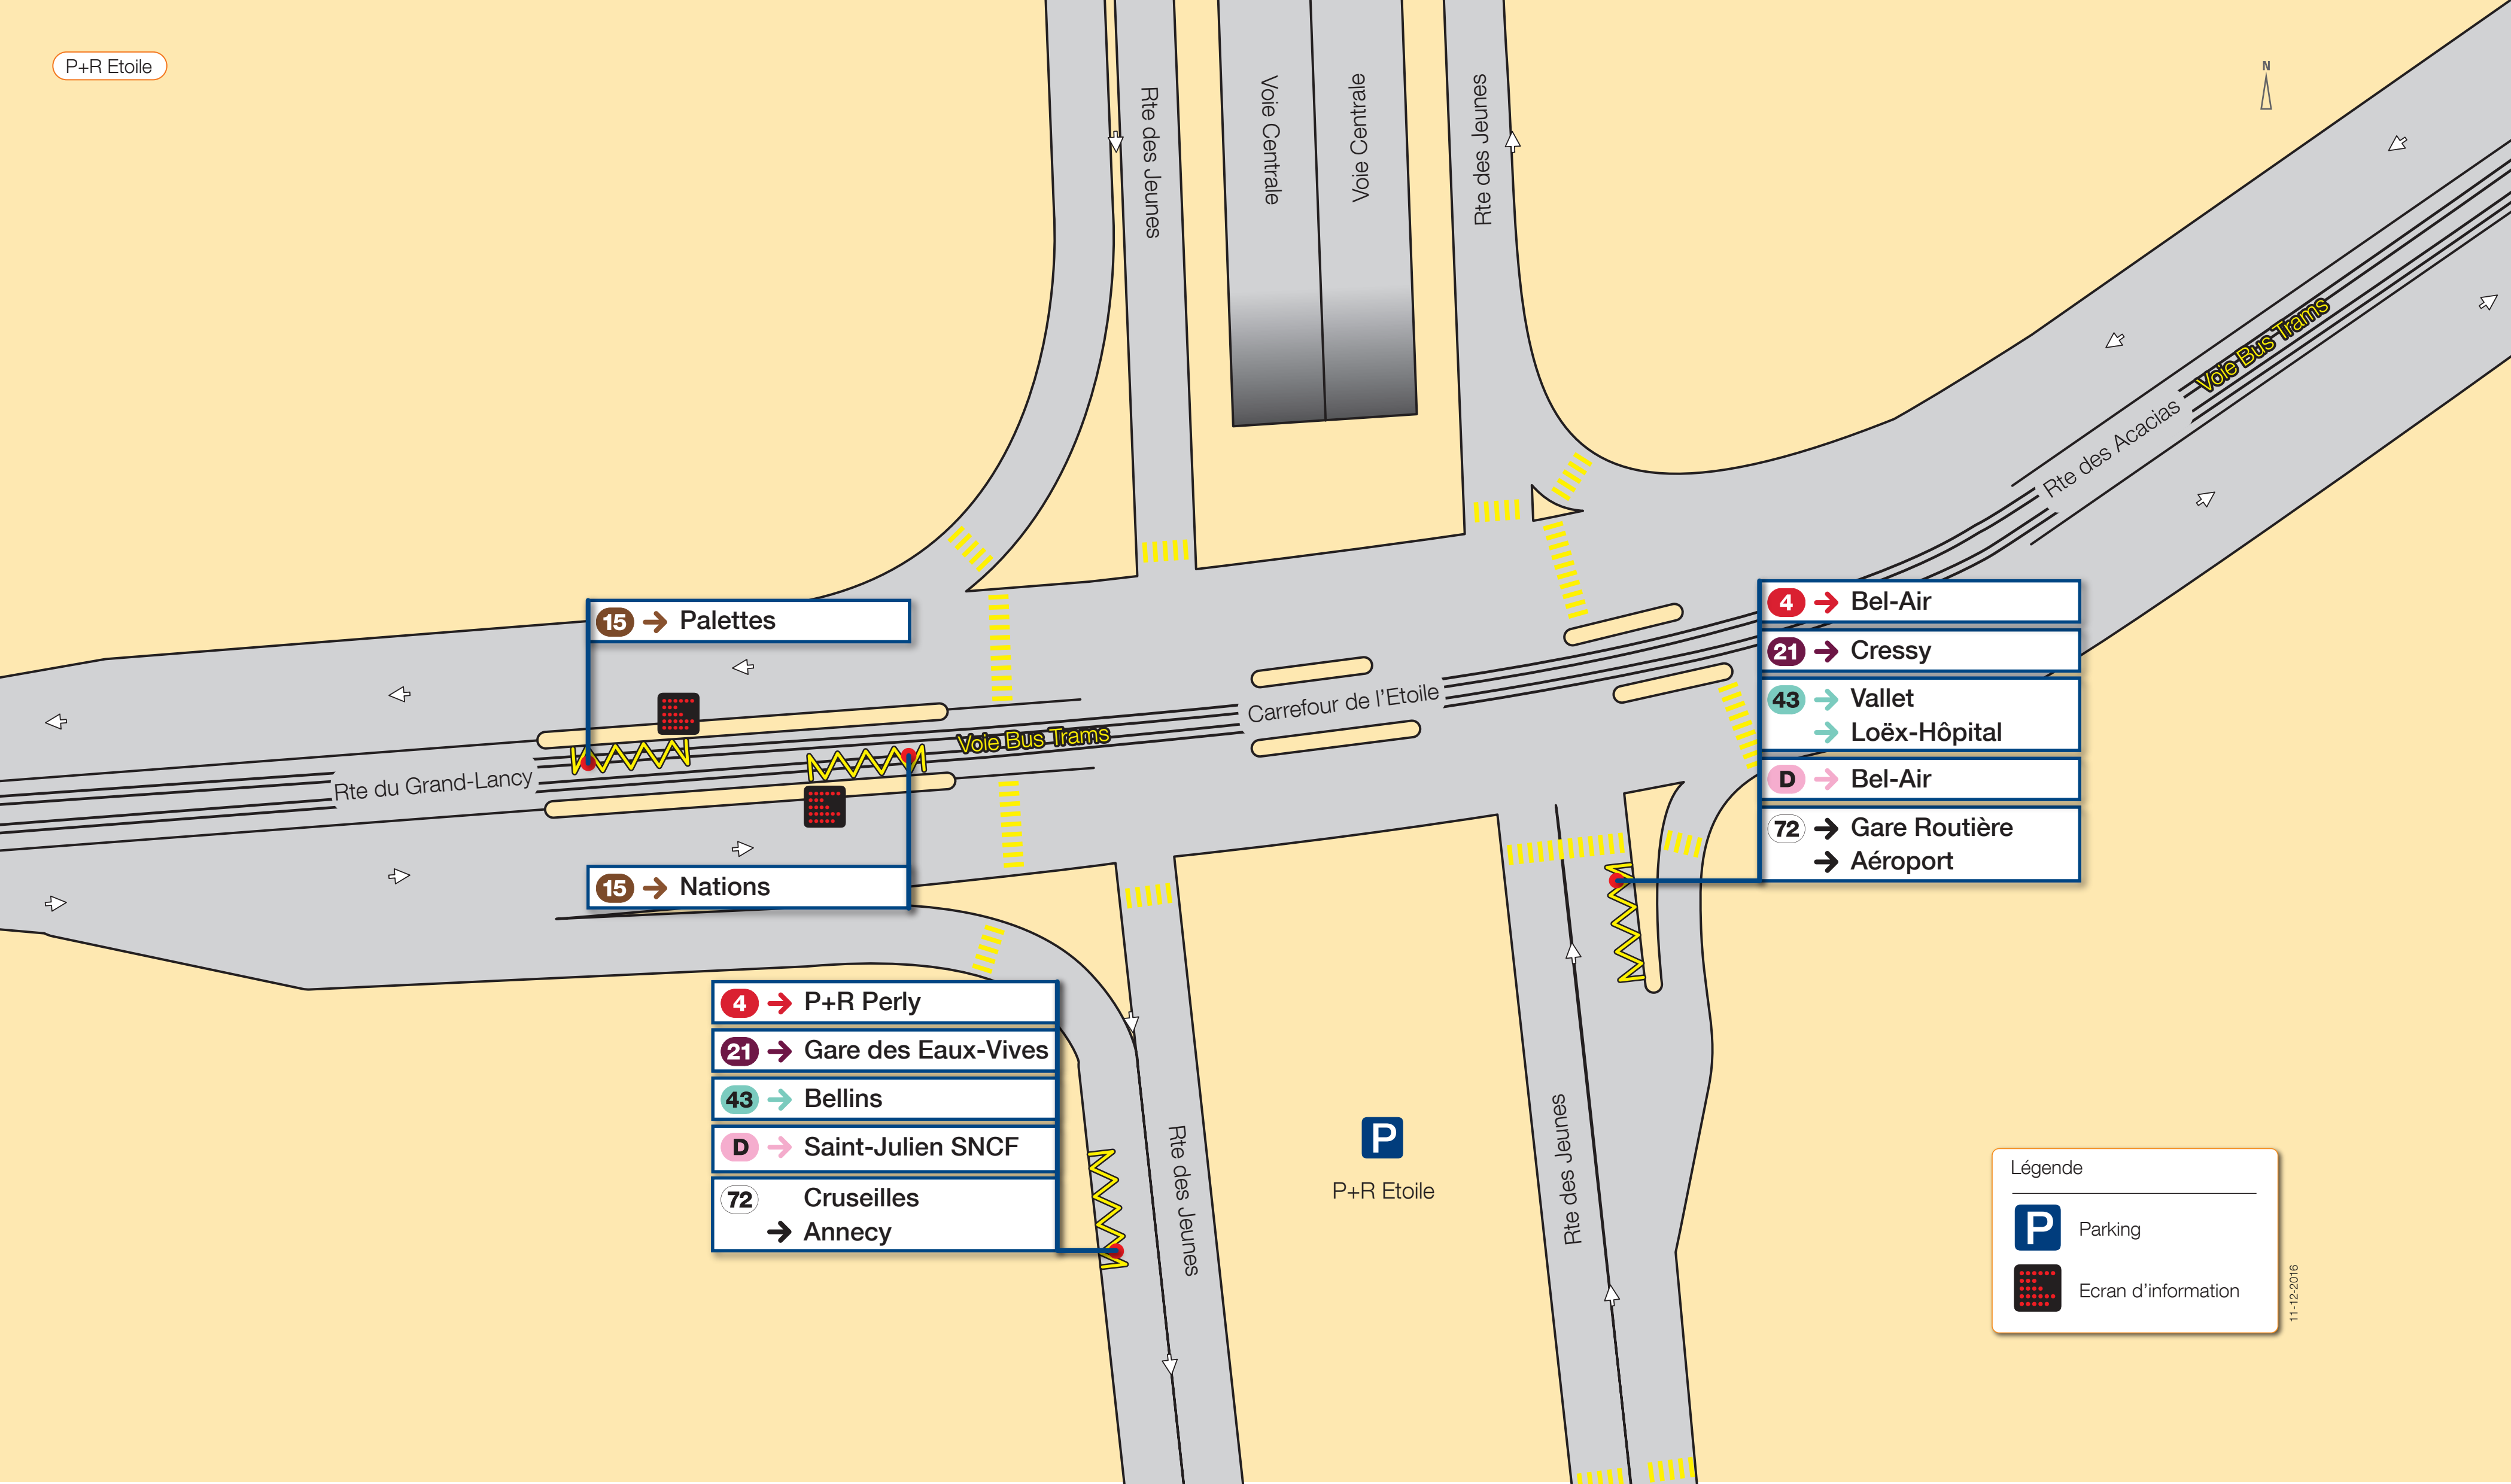 P+R Etoile
N
Rte des Jeunes
Voie Centrale
Voie Centrale
Rte des Jeunes
Voie Bus Trams
Rte des Acacias
15 → Palettes
Rte du Grand-Lancy
Voie Bus Trams
Carrefour de l'Etoile
15 → Nations
4 → Bel-Air
21 → Cressy
43 → Vallet
→ Loëx-Hôpital
D → Bel-Air
72 → Gare Routière
→ Aéroport
4 → P+R Perly
21 → Gare des Eaux-Vives
43 → Bellins
D → Saint-Julien SNCF
72 Cruseilles
→ Annecy
Rte des Jeunes
P
P+R Etoile
Rte des Jeunes
Légende
P Parking
Ecran d'information
11-12-2016